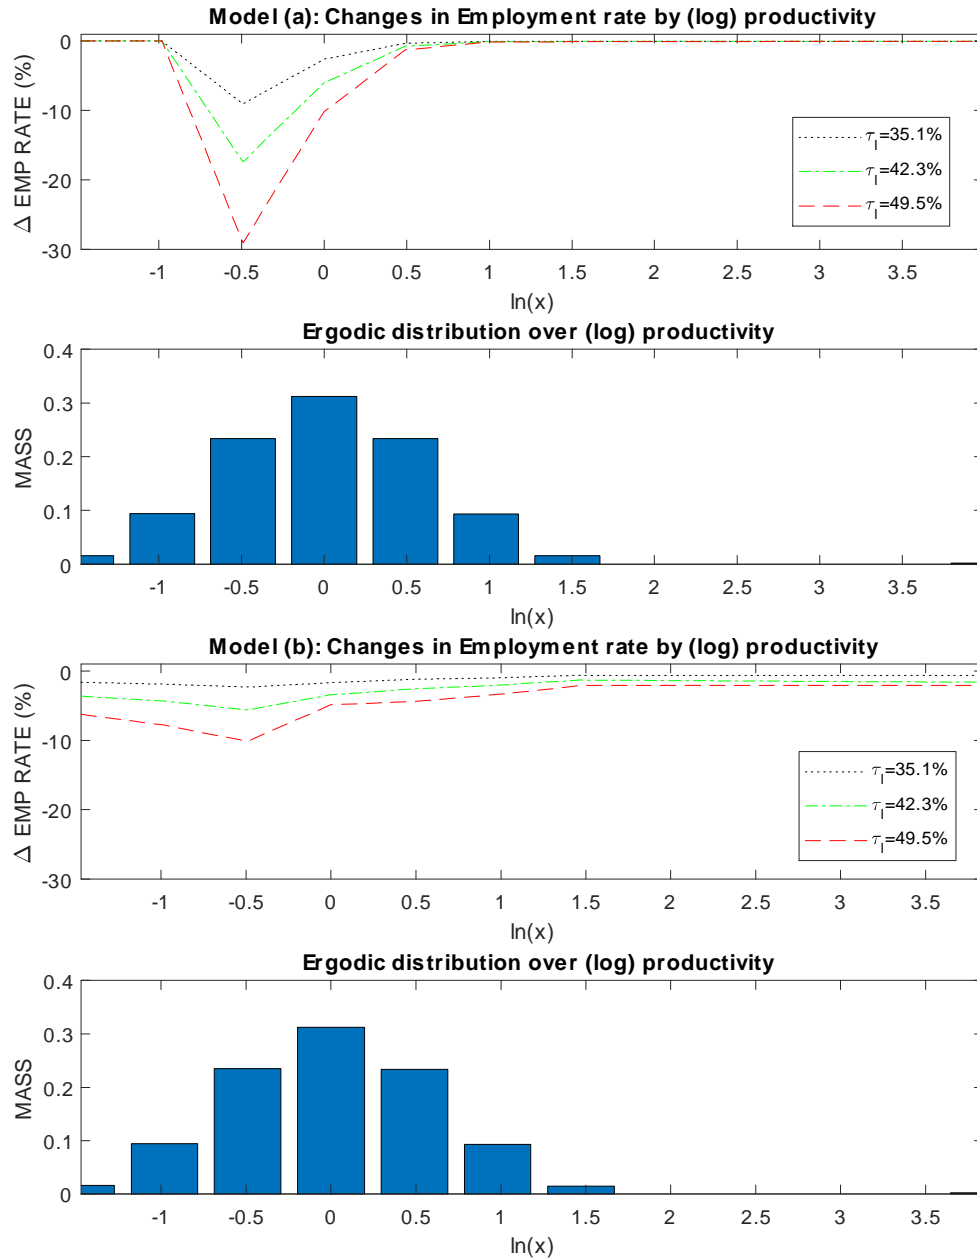 Model (a): Changes in Employment rate by (log) productivity
0
-10
-20
-30
Δ EMP RATE (%)
τ_l=35.1%
τ_l=42.3%
τ_l=49.5%
-1 -0.5 0 0.5 1 1.5 2 2.5 3 3.5
ln(x)
Ergodic distribution over (log) productivity
0.4
0.3
0.2
0.1
0
MASS
-1 -0.5 0 0.5 1 1.5 2 2.5 3 3.5
ln(x)
Model (b): Changes in Employment rate by (log) productivity
0
-10
-20
-30
Δ EMP RATE (%)
τ_l=35.1%
τ_l=42.3%
τ_l=49.5%
-1 -0.5 0 0.5 1 1.5 2 2.5 3 3.5
ln(x)
Ergodic distribution over (log) productivity
0.4
0.3
0.2
0.1
0
MASS
-1 -0.5 0 0.5 1 1.5 2 2.5 3 3.5
ln(x)